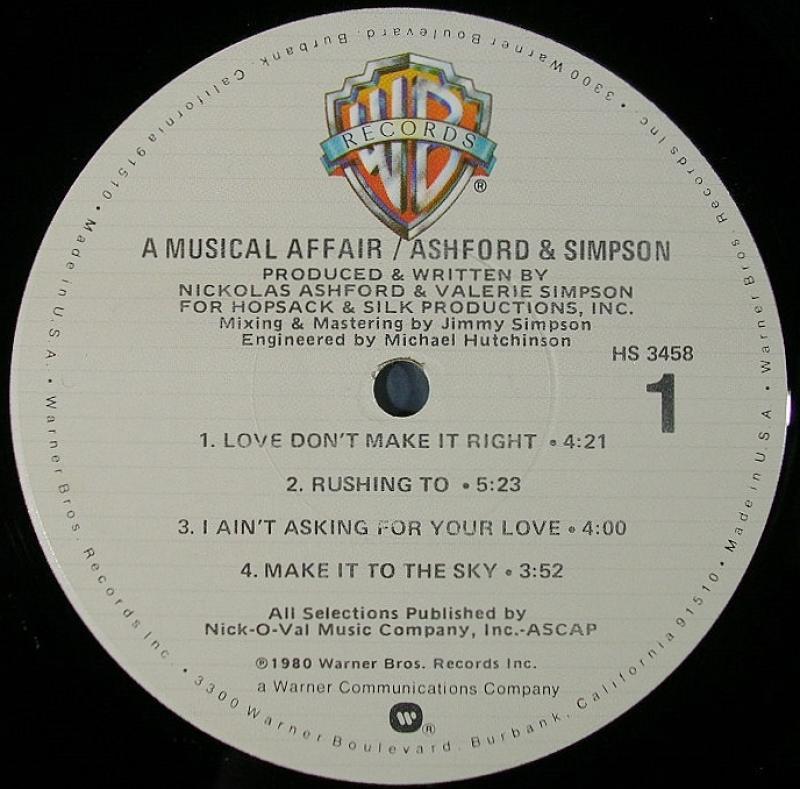 WB
RECORDS
®
A MUSICAL AFFAIR / ASHFORD & SIMPSON
PRODUCED & WRITTEN BY
NICKOLAS ASHFORD & VALERIE SIMPSON
FOR HOPSACK & SILK PRODUCTIONS, INC.
Mixing & Mastering by Jimmy Simpson
Engineered by Michael Hutchinson
HS 3458
1
1. LOVE DON'T MAKE IT RIGHT • 4:21
2. RUSHING TO • 5:23
3. I AIN'T ASKING FOR YOUR LOVE • 4:00
4. MAKE IT TO THE SKY • 3:52
All Selections Published by
Nick-O-Val Music Company, Inc.-ASCAP
℗1980 Warner Bros. Records Inc.
a Warner Communications Company
®
Warner Bros. Records Inc. • 3300 Warner Boulevard, Burbank, California 91510 • Made in U.S.A. • Warner Bros. Records Inc. • 3300 Warner Boulevard, Burbank, California 91510 • Made in U.S.A. •